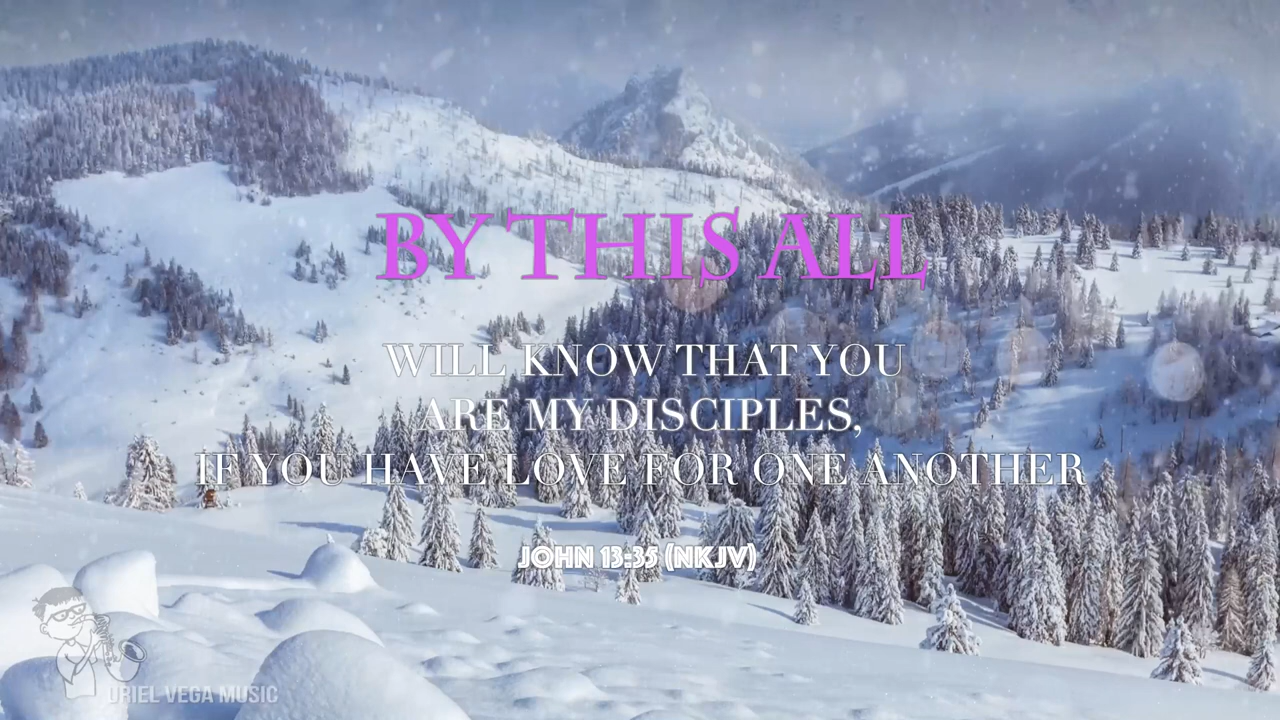 BY THIS ALL
WILL KNOW THAT YOU
ARE MY DISCIPLES,
IF YOU HAVE LOVE FOR ONE ANOTHER
JOHN 13:35 (NKJV)
URIEL VEGA MUSIC